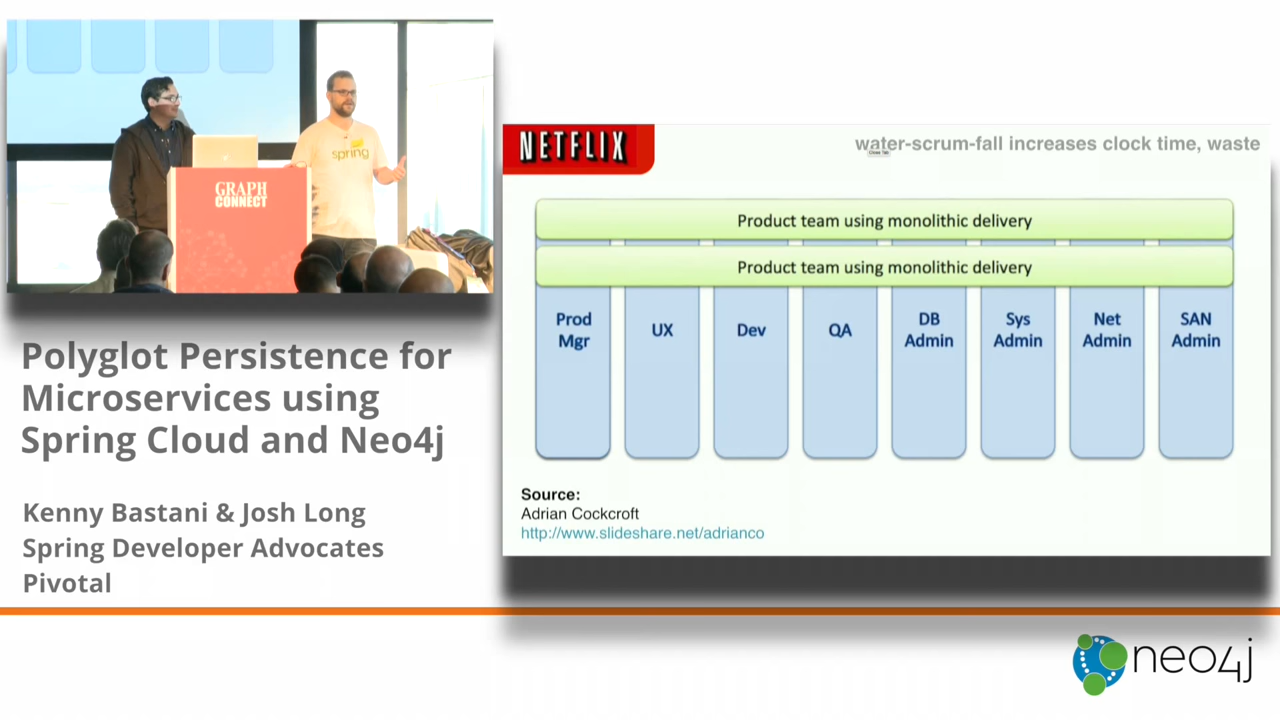 spring
GRAPH
CONNECT
Polyglot Persistence for
Microservices using
Spring Cloud and Neo4j
Kenny Bastani & Josh Long
Spring Developer Advocates
Pivotal
NETFLIX
water-scrum-fall increases clock time, waste
Product team using monolithic delivery
Product team using monolithic delivery
Prod
Mgr
UX
Dev
QA
DB
Admin
Sys
Admin
Net
Admin
SAN
Admin
Source:
Adrian Cockcroft
http://www.slideshare.net/adrianco
neo4j